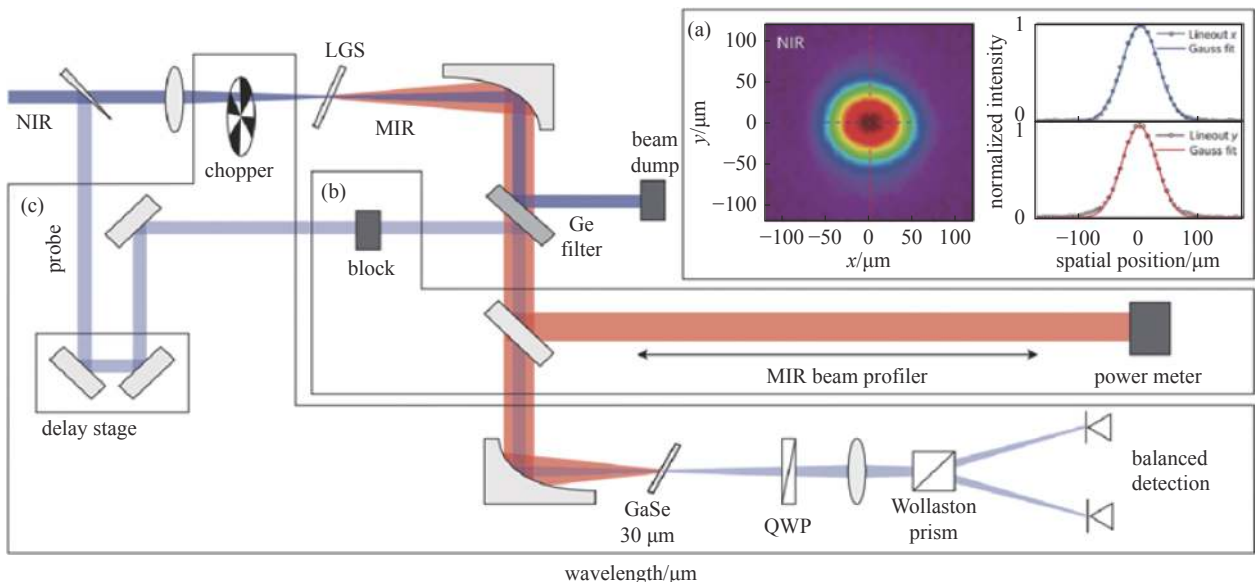 LGS
NIR
MIR
chopper
beam
dump
(b)
(c)
Ge
filter
probe
block
MIR beam profiler
power meter
delay stage
GaSe
30 μm
QWP
Wollaston
prism
balanced
detection
wavelength/μm
(a)
NIR
y/μm
100
50
0
−50
−100
−100 −50 0 50 100
x/μm
normalized intensity
1
0
1
0
Lineout x
Gauss fit
Lineout y
Gauss fit
−100 0 100
spatial position/μm